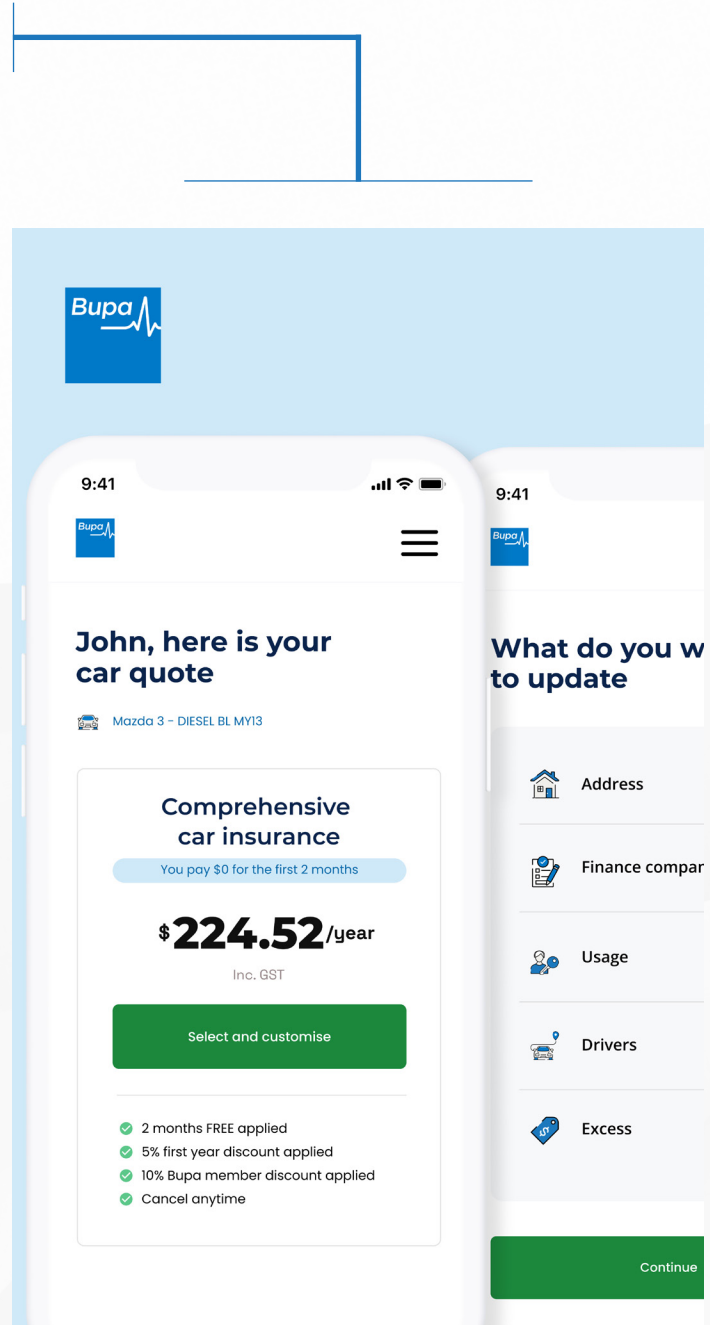 Bupa
9:41
Bupa
John, here is your
car quote
Mazda 3 - DIESEL BL MY13
Comprehensive
car insurance
You pay $0 for the first 2 months
$224.52/year
Inc. GST
Select and customise
2 months FREE applied
5% first year discount applied
10% Bupa member discount applied
Cancel anytime
9:41
Bupa
What do you w
to update
Address
Finance compar
Usage
Drivers
Excess
Continue